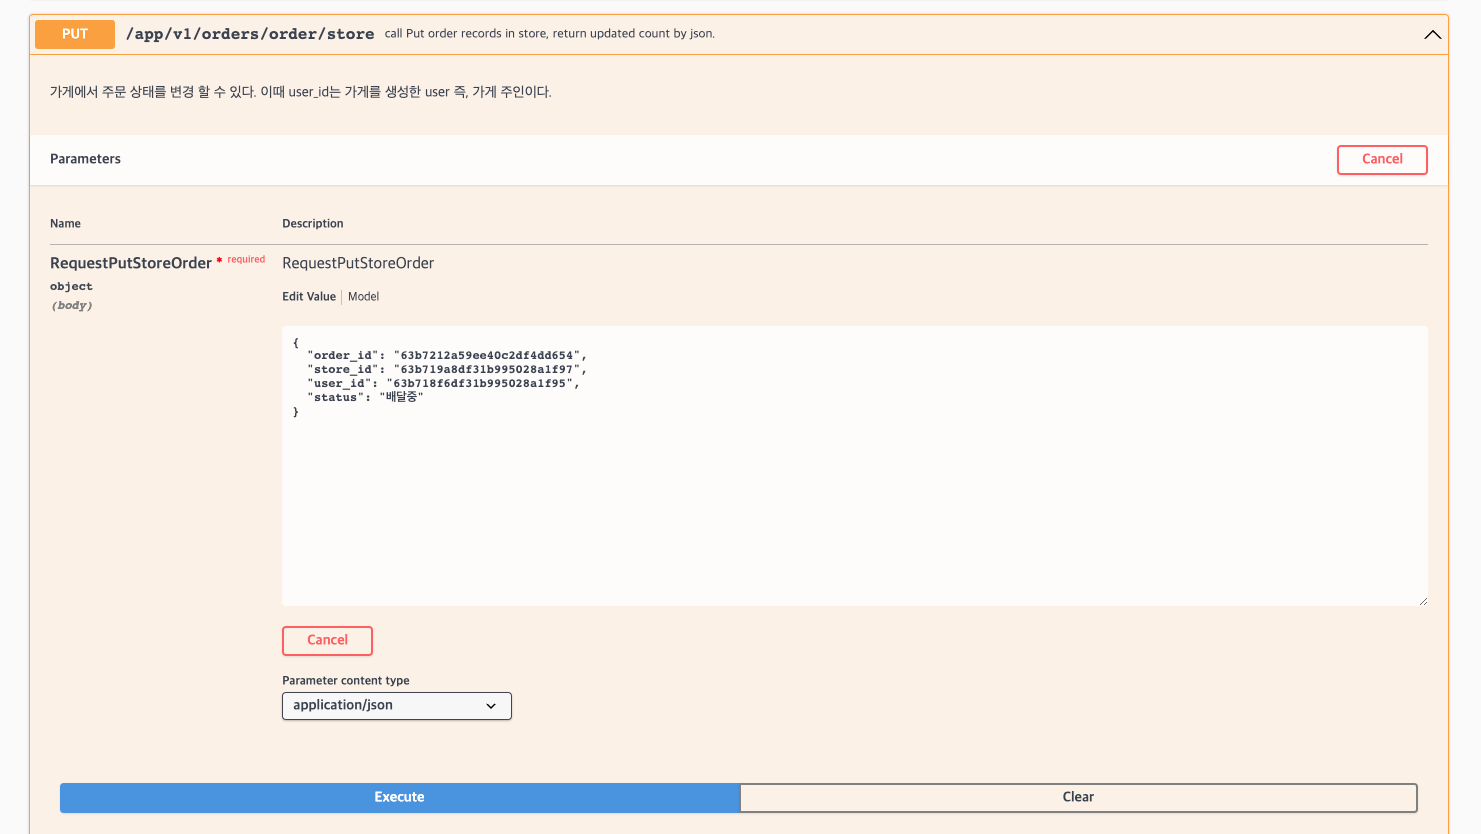 PUT /app/v1/orders/order/store call Put order records in store, return updated count by json.
가게에서 주문 상태를 변경 할 수 있다. 이때 user_id는 가게를 생성한 user 즉, 가게 주인이다.
Parameters Cancel
Name Description
RequestPutStoreOrder * required RequestPutStoreOrder
object
(body)
Edit Value Model
{
"order_id": "63b7212a59ee40c2df4dd654",
"store_id": "63b719a8df31b995028a1f97",
"user_id": "63b718f6df31b995028a1f95",
"status": "배달중"
}
Cancel
Parameter content type
application/json
Execute Clear